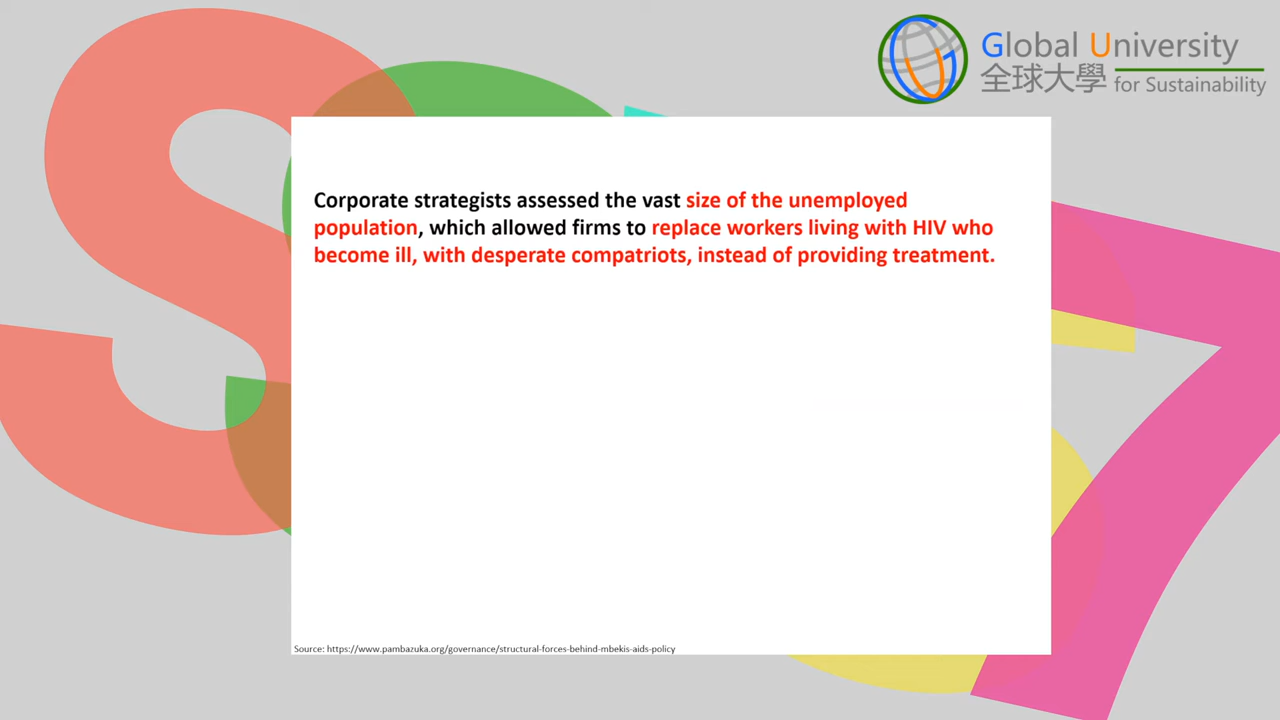 Global University
全球大學 for Sustainability
Corporate strategists assessed the vast size of the unemployed
population, which allowed firms to replace workers living with HIV who
become ill, with desperate compatriots, instead of providing treatment.
Source: https://www.pambazuka.org/governance/structural-forces-behind-mbekis-aids-policy